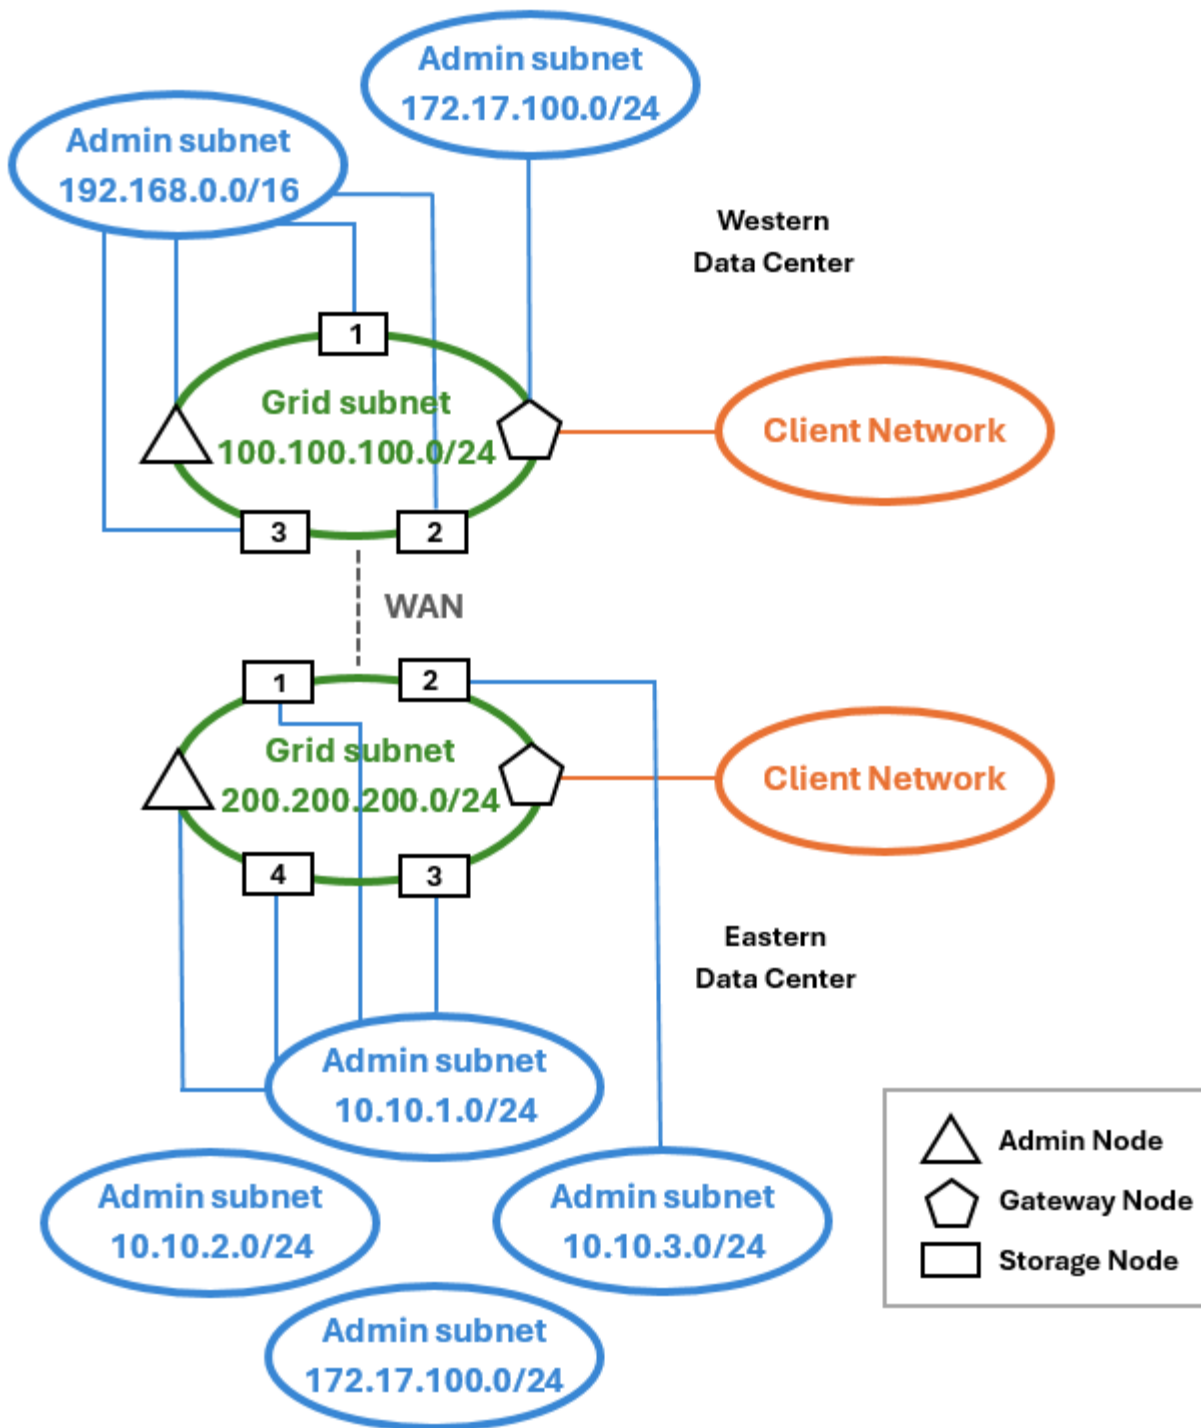 Admin subnet
172.17.100.0/24
Admin subnet
192.168.0.0/16
Western
Data Center
1
Grid subnet
100.100.100.0/24
Client Network
3
2
WAN
1
2
Grid subnet
200.200.200.0/24
Client Network
4
3
Eastern
Data Center
Admin subnet
10.10.1.0/24
Admin subnet
10.10.2.0/24
Admin subnet
10.10.3.0/24
Admin subnet
172.17.100.0/24
Admin Node
Gateway Node
Storage Node